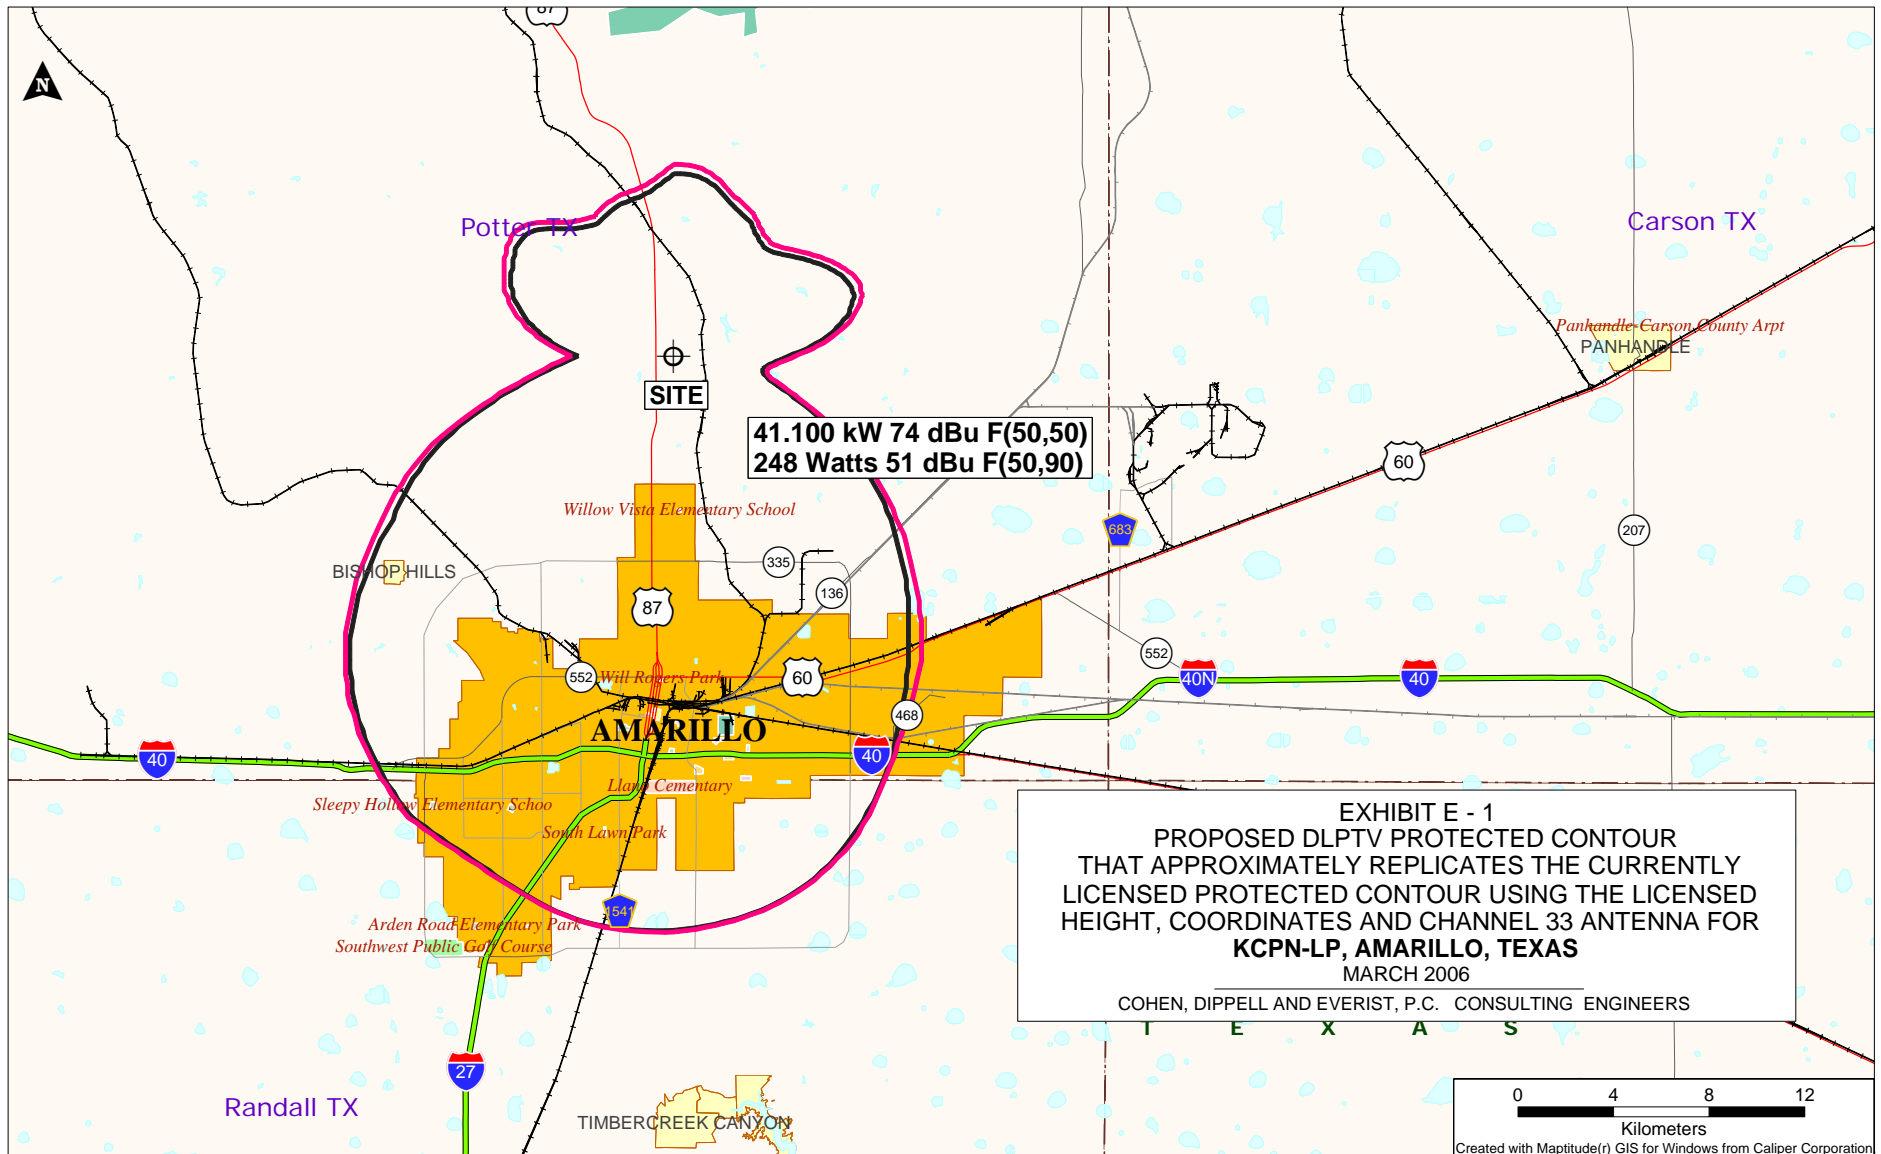 87
N
Potter TX
Carson TX
Panhandle-Carson County Arpt
PANHANDLE
SITE
41.100 kW 74 dBu F(50,50)
248 Watts 51 dBu F(50,90)
60
Willow Vista Elementary School
683
207
335
BISHOP HILLS
136
87
552
552
Will Rogers Park
60
40N
40
468
AMARILLO
40
40
Llano Cementary
Sleepy Hollow Elementary Schoo
South Lawn Park
EXHIBIT E - 1
PROPOSED DLPTV PROTECTED CONTOUR
THAT APPROXIMATELY REPLICATES THE CURRENTLY
LICENSED PROTECTED CONTOUR USING THE LICENSED
HEIGHT, COORDINATES AND CHANNEL 33 ANTENNA FOR
KCPN-LP, AMARILLO, TEXAS
MARCH 2006
COHEN, DIPPELL AND EVERIST, P.C. CONSULTING ENGINEERS
1541
Arden Road Elementary Park
Southwest Public Golf Course
T E X A S
27
Randall TX
TIMBERCREEK CANYON
0 4 8 12
Kilometers
Created with Maptitude(r) GIS for Windows from Caliper Corporation